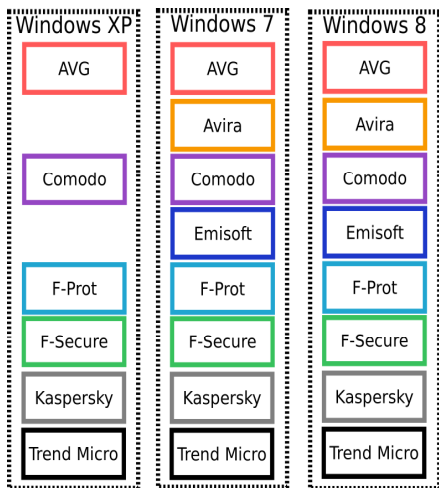 Windows XP
AVG
Comodo
F-Prot
F-Secure
Kaspersky
Trend Micro
Windows 7
AVG
Avira
Comodo
Emisoft
F-Prot
F-Secure
Kaspersky
Trend Micro
Windows 8
AVG
Avira
Comodo
Emisoft
F-Prot
F-Secure
Kaspersky
Trend Micro